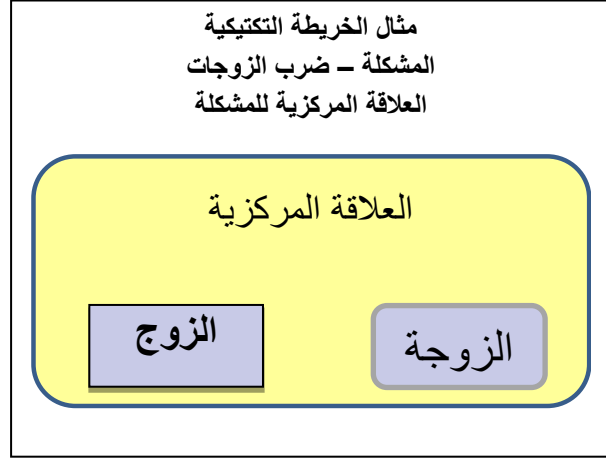 مثال الخريطة التكتيكية
المشكلة – ضرب الزوجات
العلاقة المركزية للمشكلة
العلاقة المركزية
الزوجة
الزوج